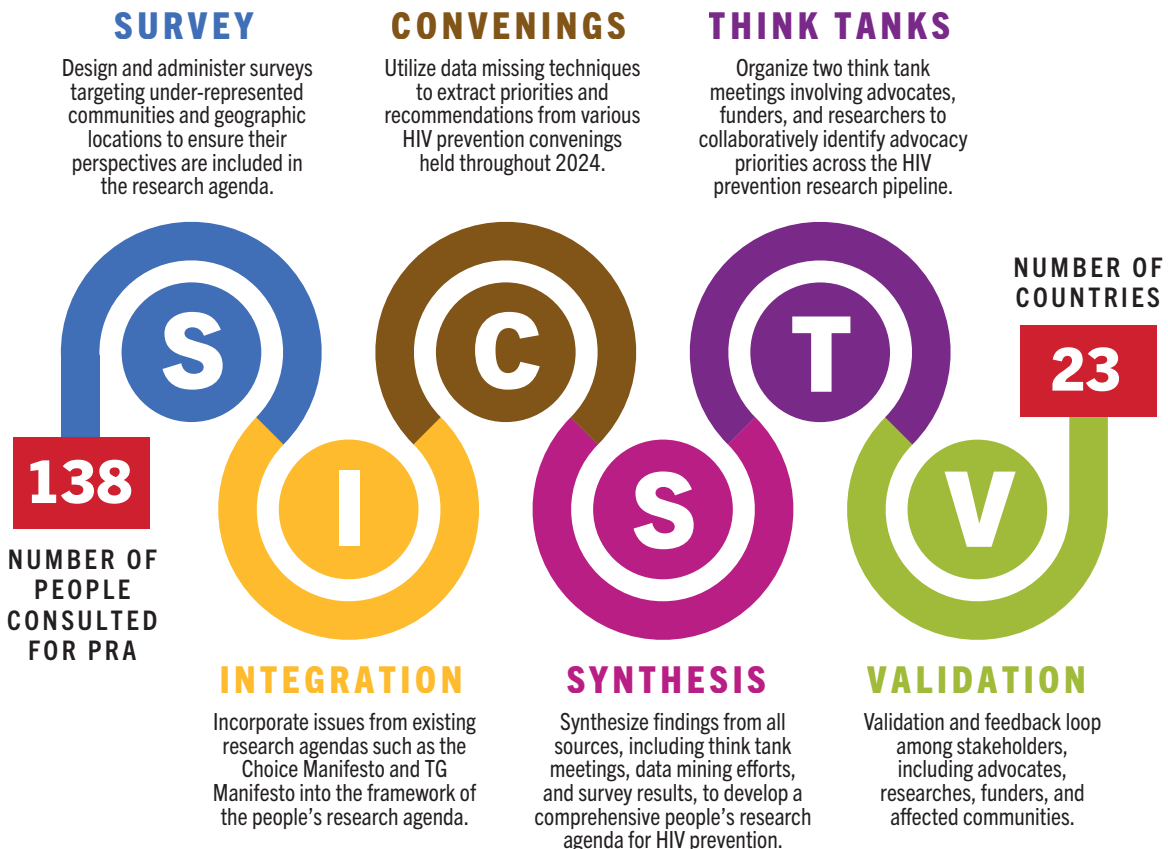 SURVEY
Design and administer surveys
targeting under-represented
communities and geographic
locations to ensure their
perspectives are included in
the research agenda.
CONVENINGS
Utilize data missing techniques
to extract priorities and
recommendations from various
HIV prevention convenings
held throughout 2024.
THINK TANKS
Organize two think tank
meetings involving advocates,
funders, and researchers to
collaboratively identify advocacy
priorities across the HIV
prevention research pipeline.
NUMBER OF
COUNTRIES
23
S
C
T
138
NUMBER OF
PEOPLE
CONSULTED
FOR PRA
I
S
V
INTEGRATION
Incorporate issues from existing
research agendas such as the
Choice Manifesto and TG
Manifesto into the framework of
the people's research agenda.
SYNTHESIS
Synthesize findings from all
sources, including think tank
meetings, data mining efforts,
and survey results, to develop a
comprehensive people's research
agenda for HIV prevention.
VALIDATION
Validation and feedback loop
among stakeholders,
including advocates,
researches, funders, and
affected communities.